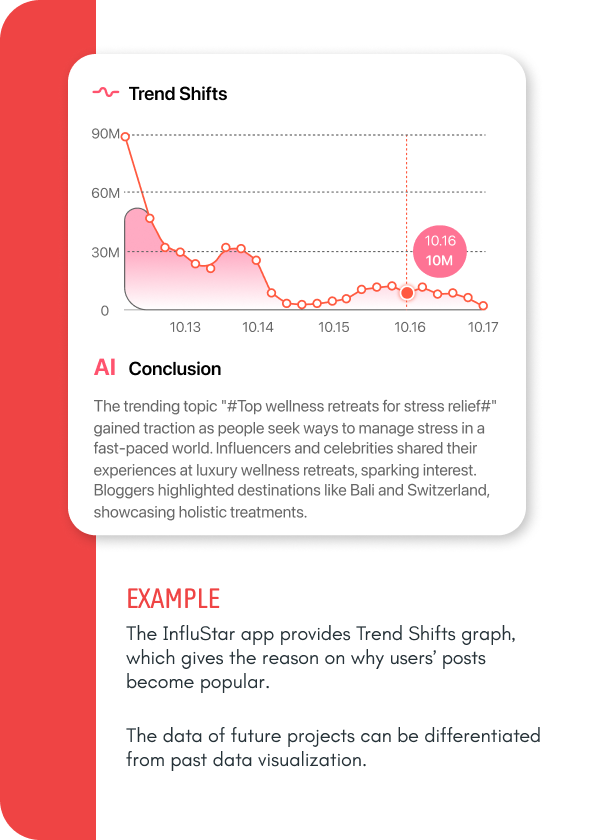 Trend Shifts
90M
60M
30M
0
10.16
10M
10.13
10.14
10.15
10.16
10.17
AI Conclusion
The trending topic "#Top wellness retreats for stress relief#"
gained traction as people seek ways to manage stress in a
fast-paced world. Influencers and celebrities shared their
experiences at luxury wellness retreats, sparking interest.
Bloggers highlighted destinations like Bali and Switzerland,
showcasing holistic treatments.
EXAMPLE
The InfluStar app provides Trend Shifts graph,
which gives the reason on why users’ posts
become popular.
The data of future projects can be differentiated
from past data visualization.